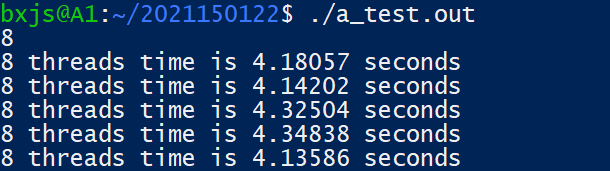 bxjs@A1:~/2021150122$ ./a_test.out
8
8 threads time is 4.18057 seconds
8 threads time is 4.14202 seconds
8 threads time is 4.32504 seconds
8 threads time is 4.34838 seconds
8 threads time is 4.13586 seconds